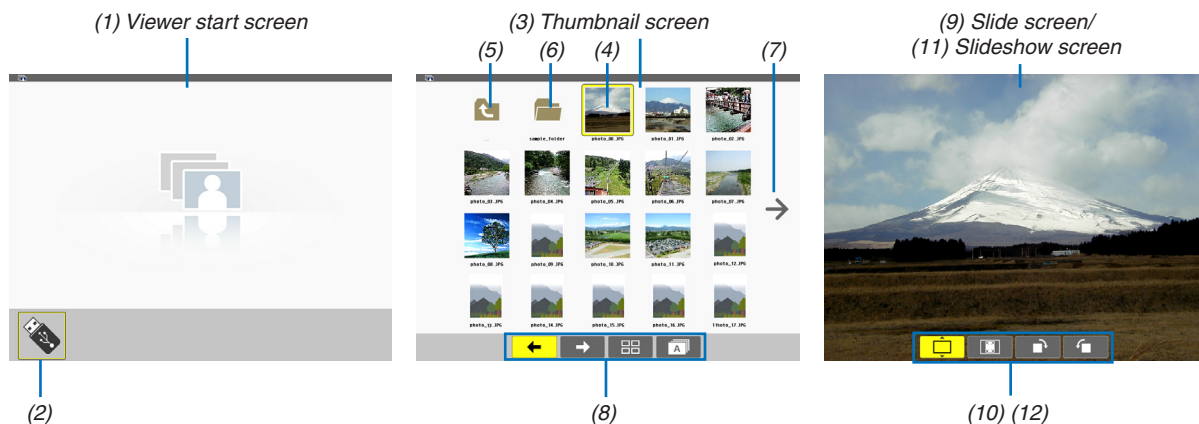 (1) Viewer start screen
(3) Thumbnail screen
(9) Slide screen/
(11) Slideshow screen
(5)
(6)
(4)
(7)
sample_folder
photo_00.JPG
photo_01.JPG
photo_02.JPG
photo_03.JPG
photo_04.JPG
photo_05.JPG
photo_06.JPG
photo_07.JPG
photo_08.JPG
photo_09.JPG
photo_10.JPG
photo_11.JPG
photo_12.JPG
photo_13.JPG
photo_14.JPG
photo_15.JPG
photo_16.JPG
A
(2)
(8)
(10) (12)